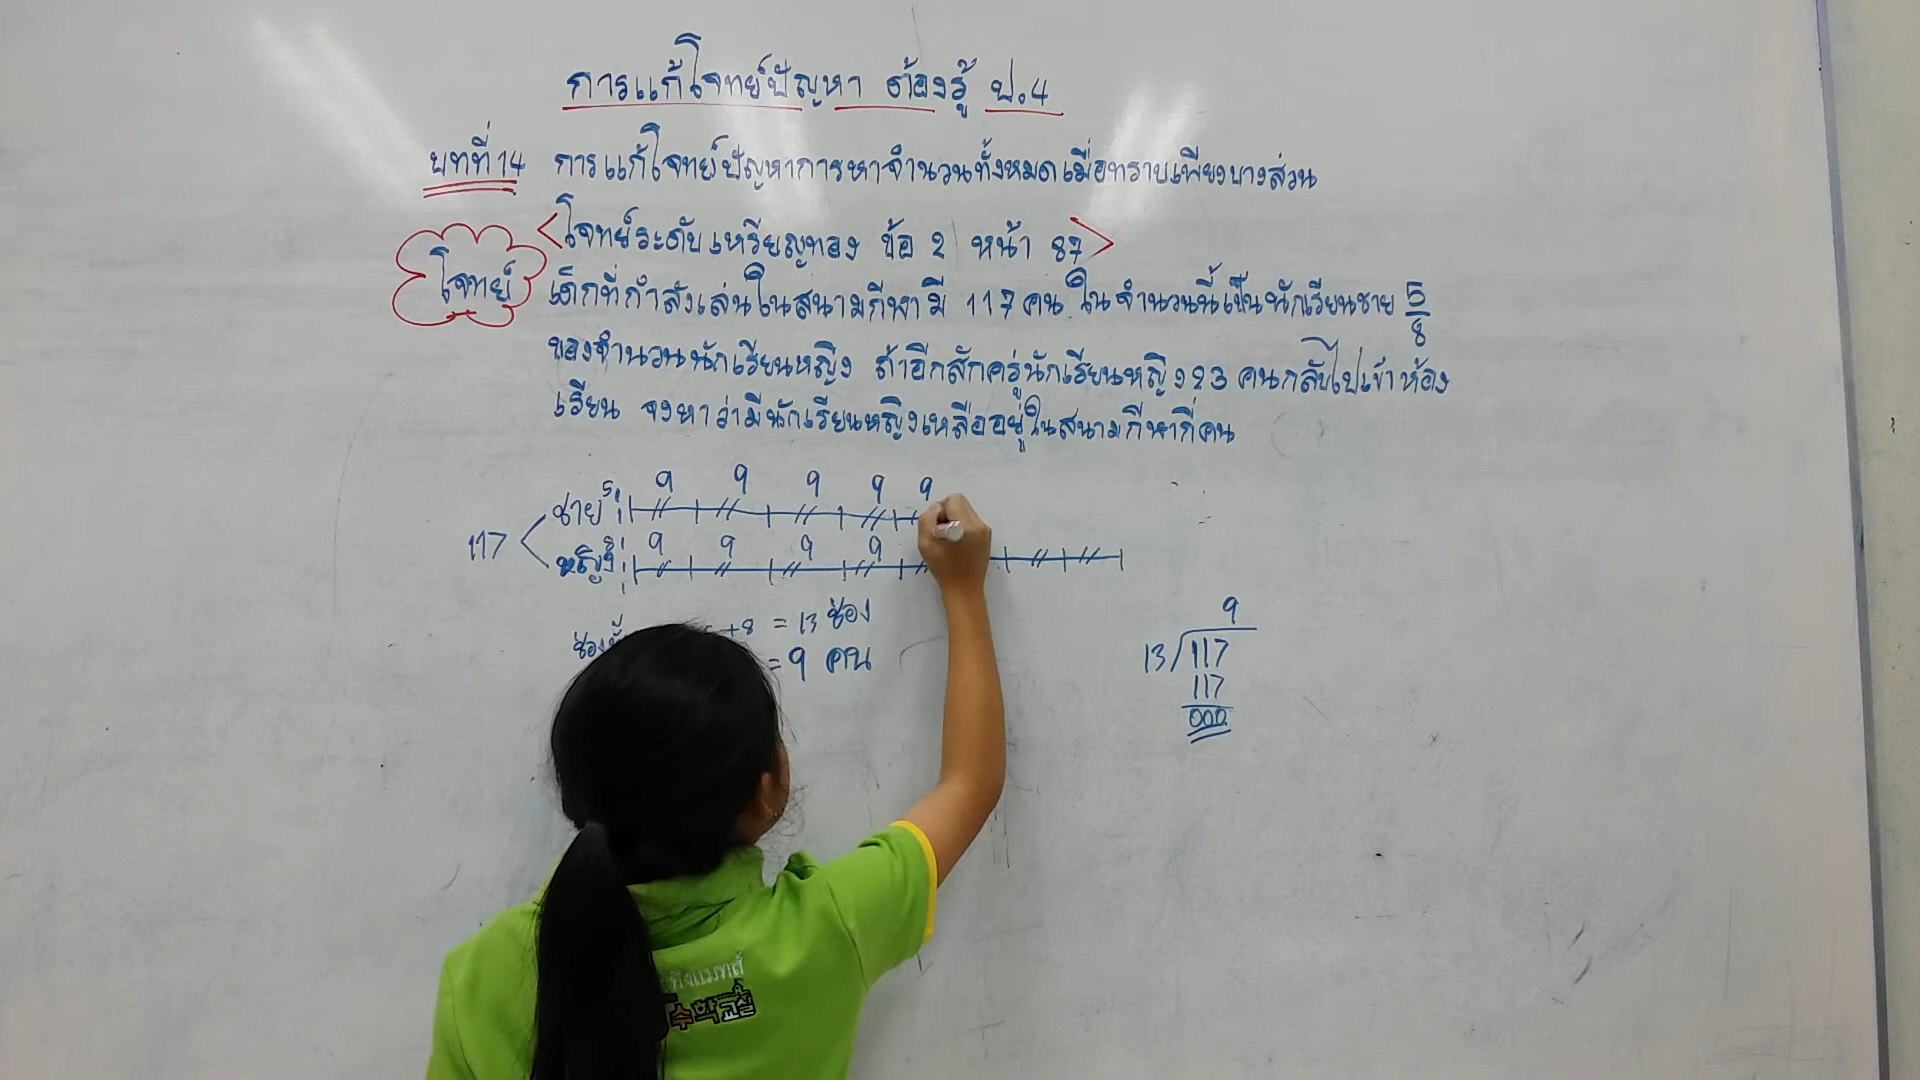 การแก้โจทย์ปัญหา ต้องรู้ ป.4
บทที่ 14 การแก้โจทย์ปัญหาการหาจำนวนทั้งหมดเมื่อทราบเพียงบางส่วน
<โจทย์ระดับเหรียญทอง ข้อ 2 หน้า 87>
โจทย์ เด็กที่กำลังเล่นในสนามกีฬามี 117 คน ในจำนวนนี้เป็นนักเรียนชาย 5/8
ของจำนวนนักเรียนหญิง ถ้าอีกสักครู่นักเรียนหญิง 23 คนกลับไปเข้าห้อง
เรียน จงหาว่ามีนักเรียนหญิงเหลืออยู่ในสนามกีฬากี่คน
9 9 9 9 9
ชาย 5
117
9 9 9 9
หญิง 8
+8 = 13 ช่อง
= 9 คน
9
13 117
117
000
수학교실